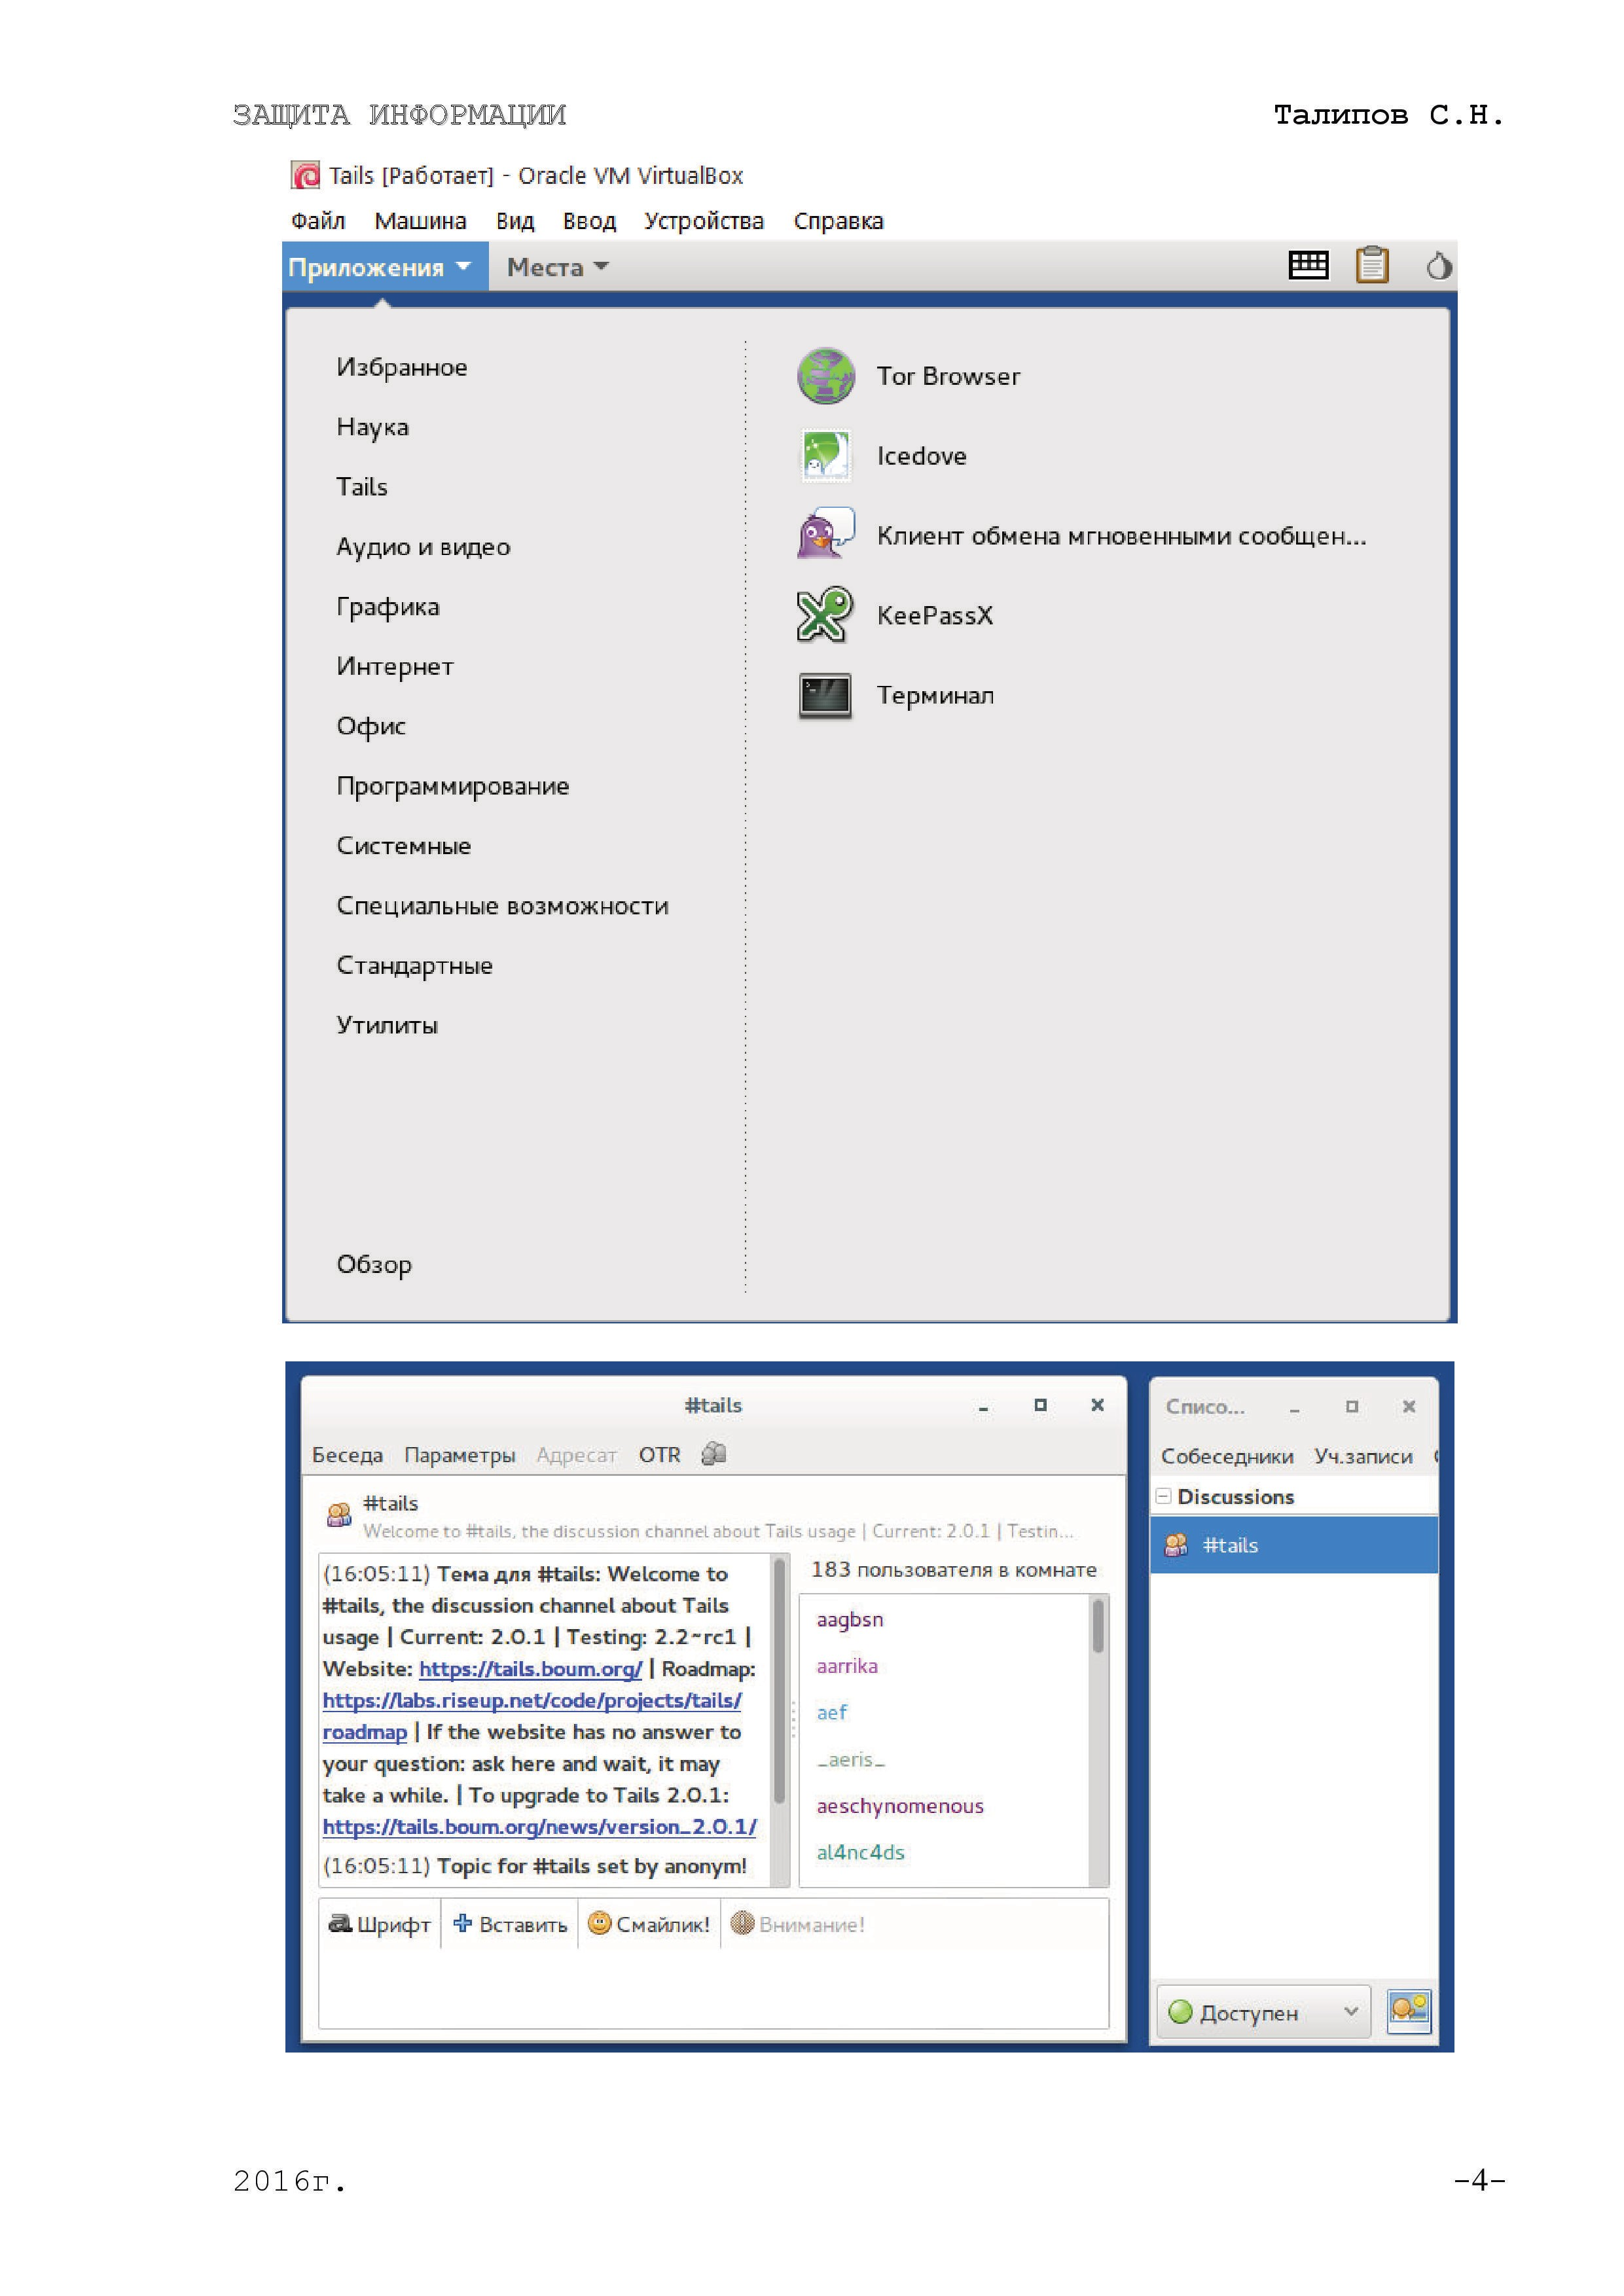 ЗАЩИТА ИНФОРМАЦИИ Талипов С.Н.
Tails [Работает] - Oracle VM VirtualBox
Файл Машина Вид Ввод Устройства Справка
Приложения Места
Избранное
Наука
Tails
Аудио и видео
Графика
Интернет
Офис
Программирование
Системные
Специальные возможности
Стандартные
Утилиты
Обзор
Tor Browser
Icedove
Клиент обмена мгновенными сообщен...
KeePassX
Терминал
#tails
Беседа Параметры Адресат OTR
#tails
Welcome to #tails, the discussion channel about Tails usage | Current: 2.0.1 | Testin...
(16:05:11) Тема для #tails: Welcome to
#tails, the discussion channel about Tails
usage | Current: 2.0.1 | Testing: 2.2~rc1 |
Website: https://tails.boum.org/ | Roadmap:
https://labs.riseup.net/code/projects/tails/
roadmap | If the website has no answer to
your question: ask here and wait, it may
take a while. | To upgrade to Tails 2.0.1:
https://tails.boum.org/news/version_2.0.1/
(16:05:11) Topic for #tails set by anonym!
183 пользователя в комнате
aagbsn
aarrika
aef
_aeris_
aeschynomenous
al4nc4ds
Шрифт Вставить Смайлик! Внимание!
Списо...
Собеседники Уч.записи
Discussions
#tails
Доступен
2016г. -4-